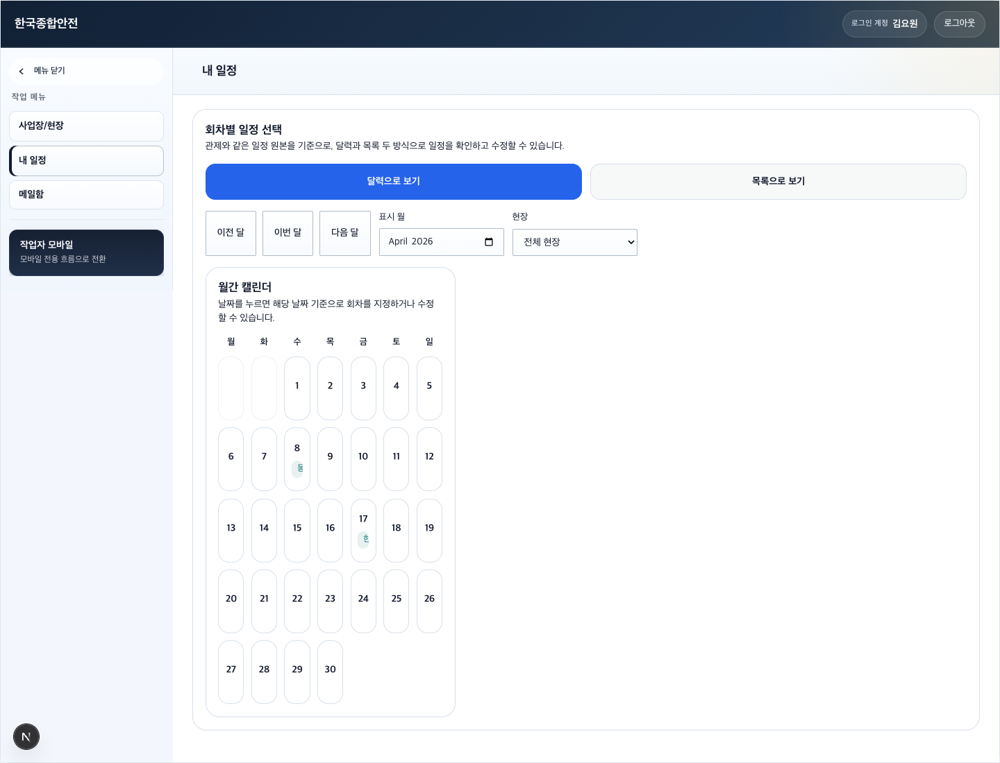 한국종합안전
로그인 계정 김요원
로그아웃
메뉴 닫기
작업 메뉴
사업장/현장
내 일정
메일함
작업자 모바일
모바일 전용 흐름으로 전환
내 일정
회차별 일정 선택
관제와 같은 일정 원본을 기준으로, 달력과 목록 두 방식으로 일정을 확인하고 수정할 수 있습니다.
달력으로 보기
목록으로 보기
이전 달
이번 달
다음 달
표시 월
April 2026
현장
전체 현장
월간 캘린더
날짜를 누르면 해당 날짜 기준으로 회차를 지정하거나 수정
할 수 있습니다.
월 화 수 목 금 토 일
1 2 3 4 5
6 7 8 9 10 11 12
13 14 15 16 17 18 19
20 21 22 23 24 25 26
27 28 29 30
N